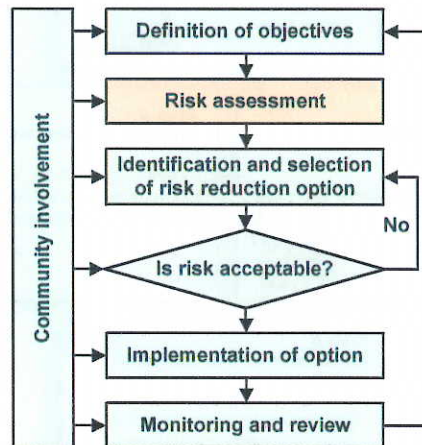 Community involvement
Definition of objectives
Risk assessment
Identification and selection
of risk reduction option
No
Is risk acceptable?
Implementation of option
Monitoring and review